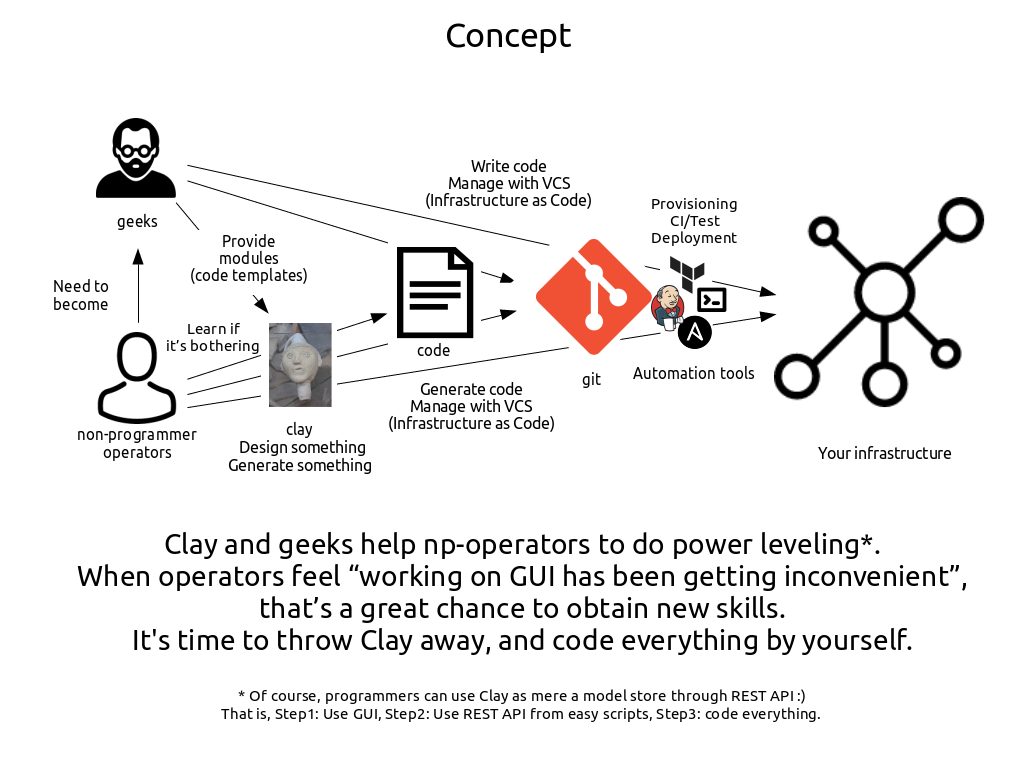 Concept
geeks
Write code
Manage with VCS
(Infrastructure as Code)
Provisioning
CI/Test
Deployment
Provide
modules
(code templates)
Need to
become
Learn if
it’s bothering
code
git
Automation tools
non-programmer
operators
clay
Design something
Generate something
Generate code
Manage with VCS
(Infrastructure as Code)
Your infrastructure
Clay and geeks help np-operators to do power leveling*.
When operators feel “working on GUI has been getting inconvenient”,
that’s a great chance to obtain new skills.
It's time to throw Clay away, and code everything by yourself.
* Of course, programmers can use Clay as mere a model store through REST API :)
That is, Step1: Use GUI, Step2: Use REST API from easy scripts, Step3: code everything.